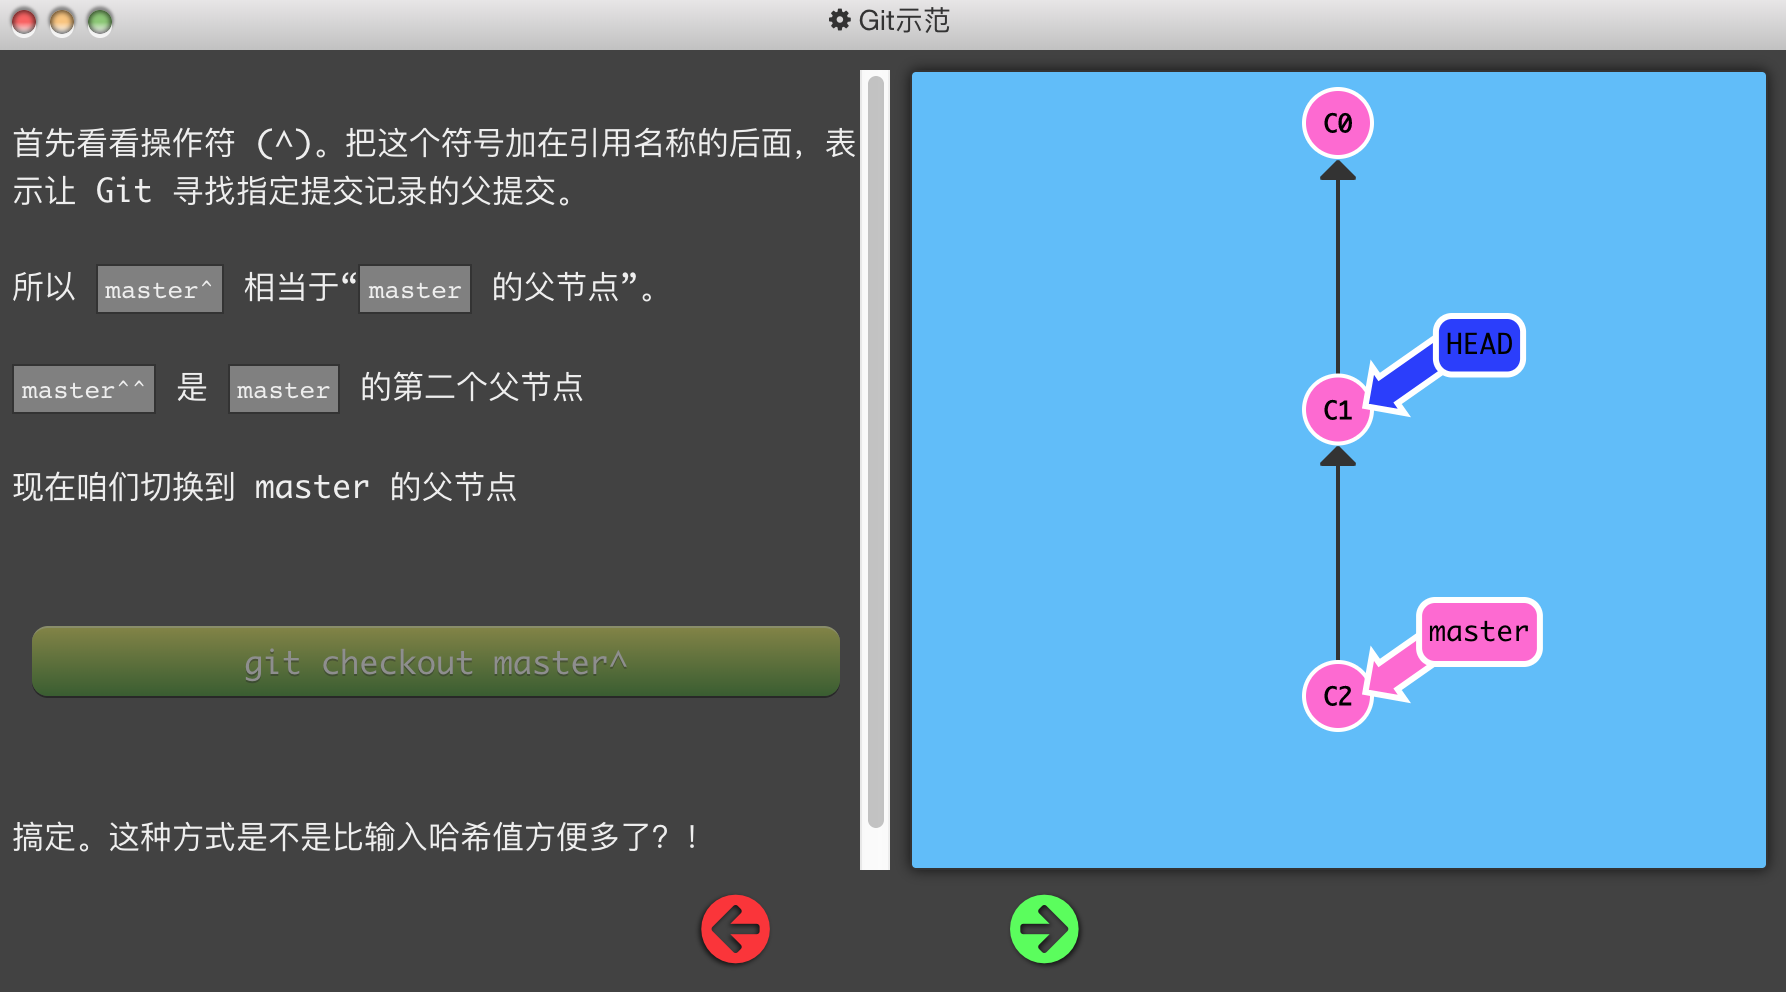 Git示范
首先看看操作符 (^)。把这个符号加在引用名称的后面，表
示让 Git 寻找指定提交记录的父提交。
所以 master^ 相当于“master 的父节点”。
master^^ 是 master 的第二个父节点
现在咱们切换到 master 的父节点
git checkout master^
搞定。这种方式是不是比输入哈希值方便多了？！
C0
HEAD
C1
master
C2